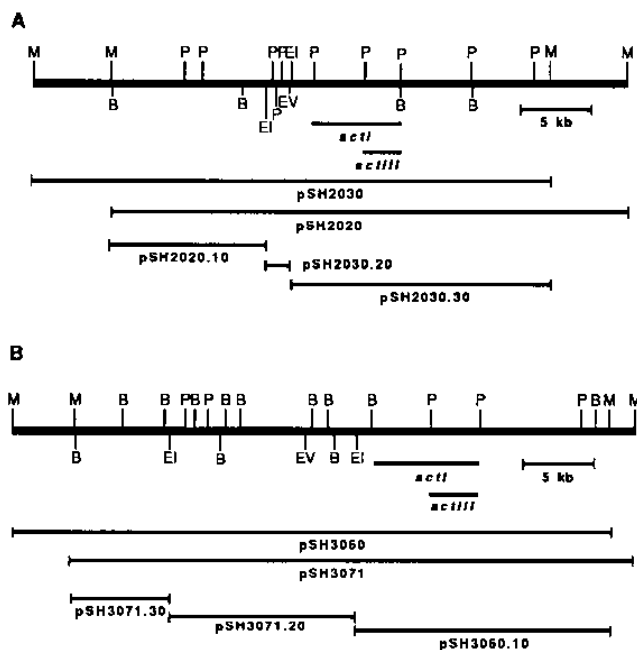 A
M M P P P P EI P P P P P M M
B B EV B B
EI P
5 kb
actI
actIII
pSH2030
pSH2020
pSH2020.10
pSH2030.20
pSH2030.30
B
M M B B P B P B B B B B P P P B M M
B EI B EV B EI
actI
5 kb
actIII
pSH3060
pSH3071
pSH3071.30
pSH3071.20
pSH3060.10